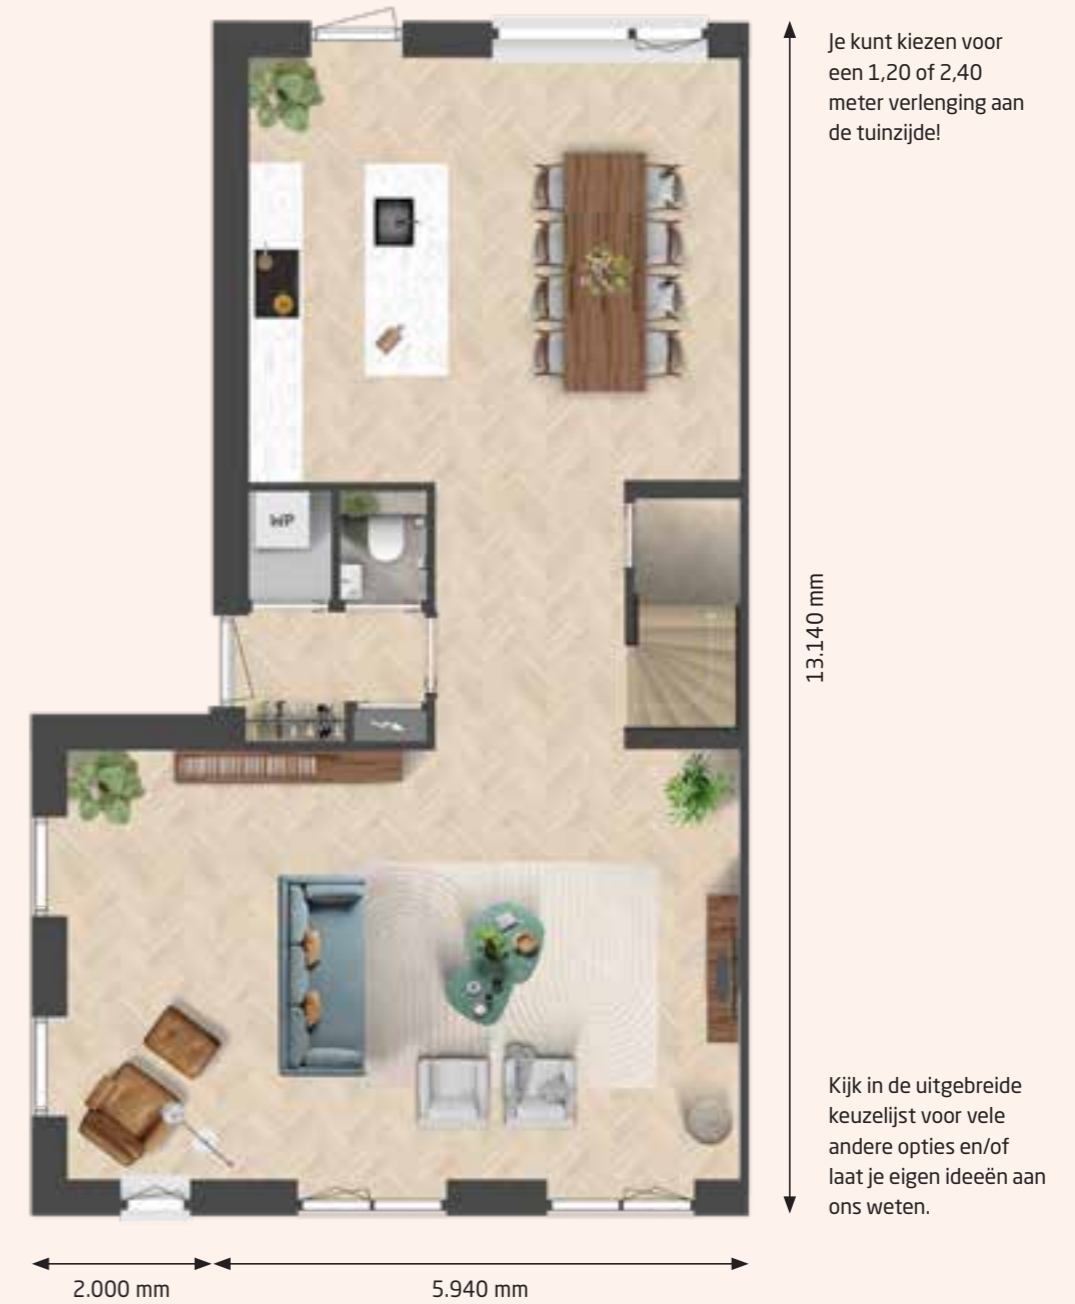 Je kunt kiezen voor
een 1,20 of 2,40
meter verlenging aan
de tuinzijde!
WP
13.140 mm
Kijk in de uitgebreide
keuzelijst voor vele
andere opties en/of
laat je eigen ideeën aan
ons weten.
2.000 mm
5.940 mm